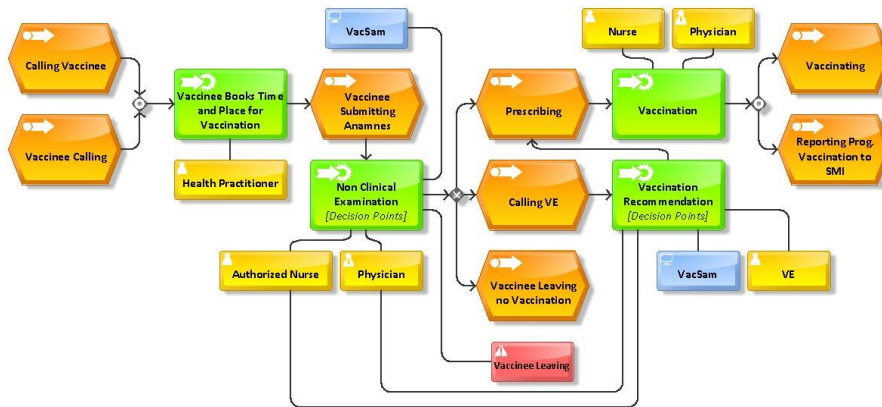 Calling Vaccinee
Vaccinee Calling
Vaccinee Books Time
and Place for
Vaccination
Health Practitioner
VacSam
Vaccinee
Submitting
Anamnes
Non Clinical
Examination
[Decision Points]
Authorized Nurse
Physician
Prescribing
Calling VE
Vaccinee Leaving
no Vaccination
Vaccinee Leaving
Nurse
Physician
Vaccination
Vaccination
Recommendation
[Decision Points]
VacSam
VE
Vaccinating
Reporting Prog.
Vaccination to
SMI